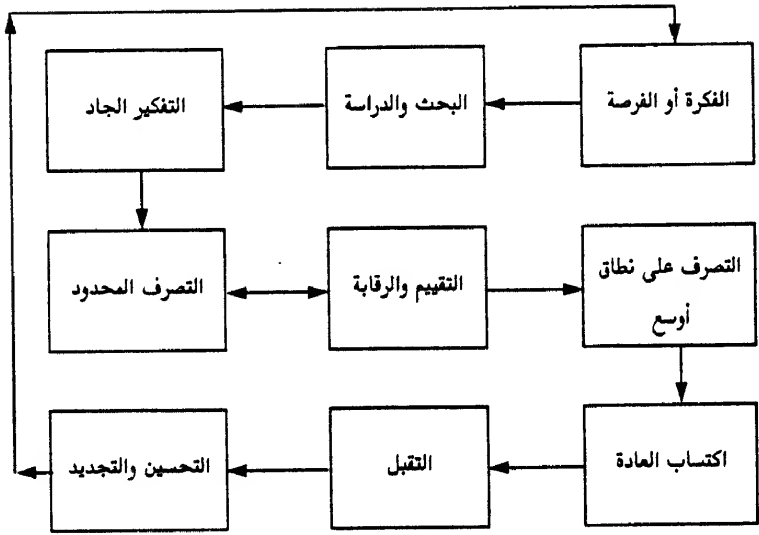 الفكرة أو الفرصة
البحث والدراسة
التفكير الجاد
التصرف المحدود
التقييم والرقابة
التصرف على نطاق
أوسع
اكتساب العادة
التقبل
التحسين والتجديد